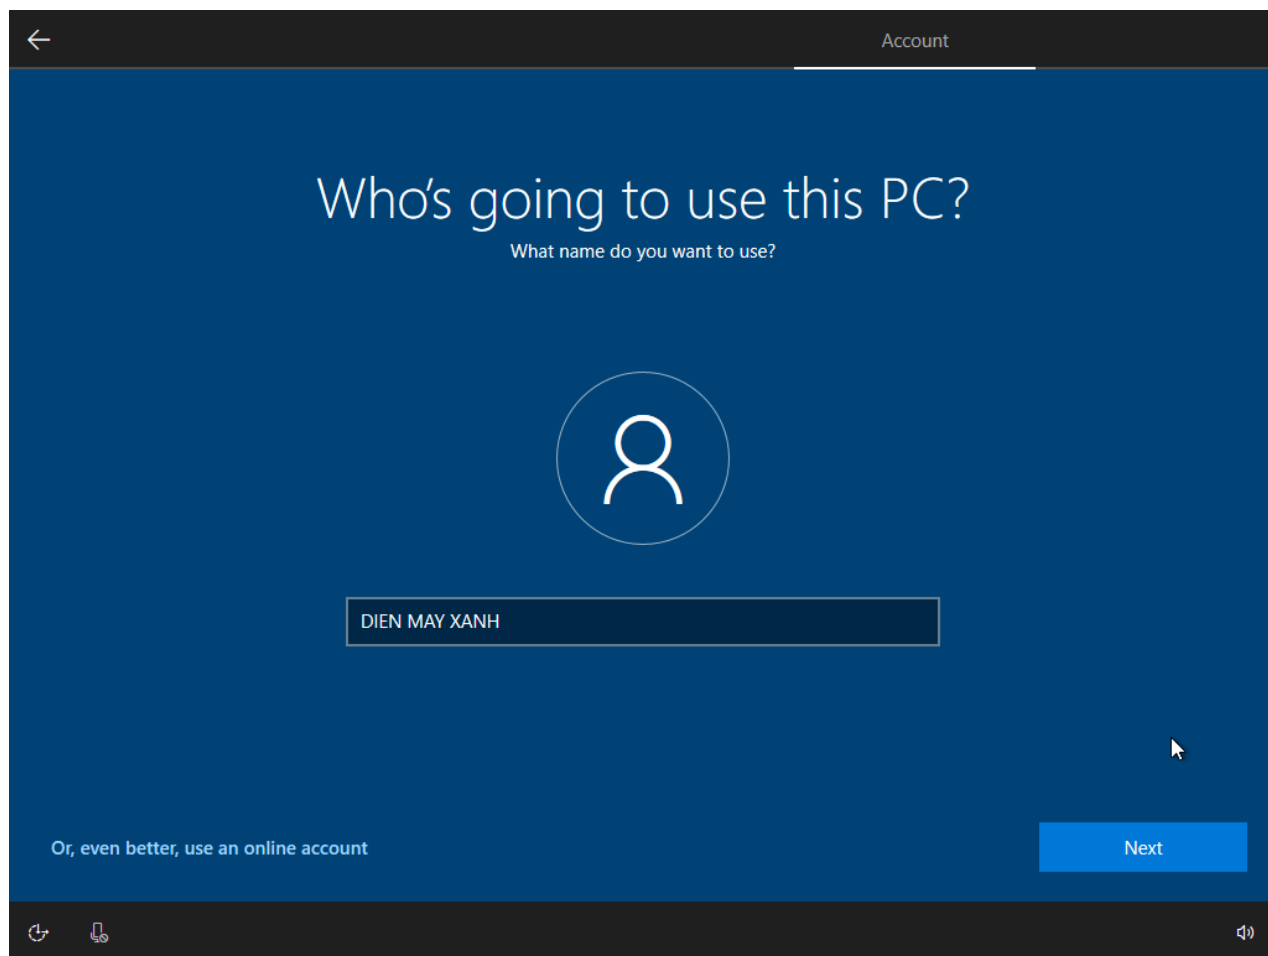 Account
Who's going to use this PC?
What name do you want to use?
DIEN MAY XANH
Or, even better, use an online account
Next